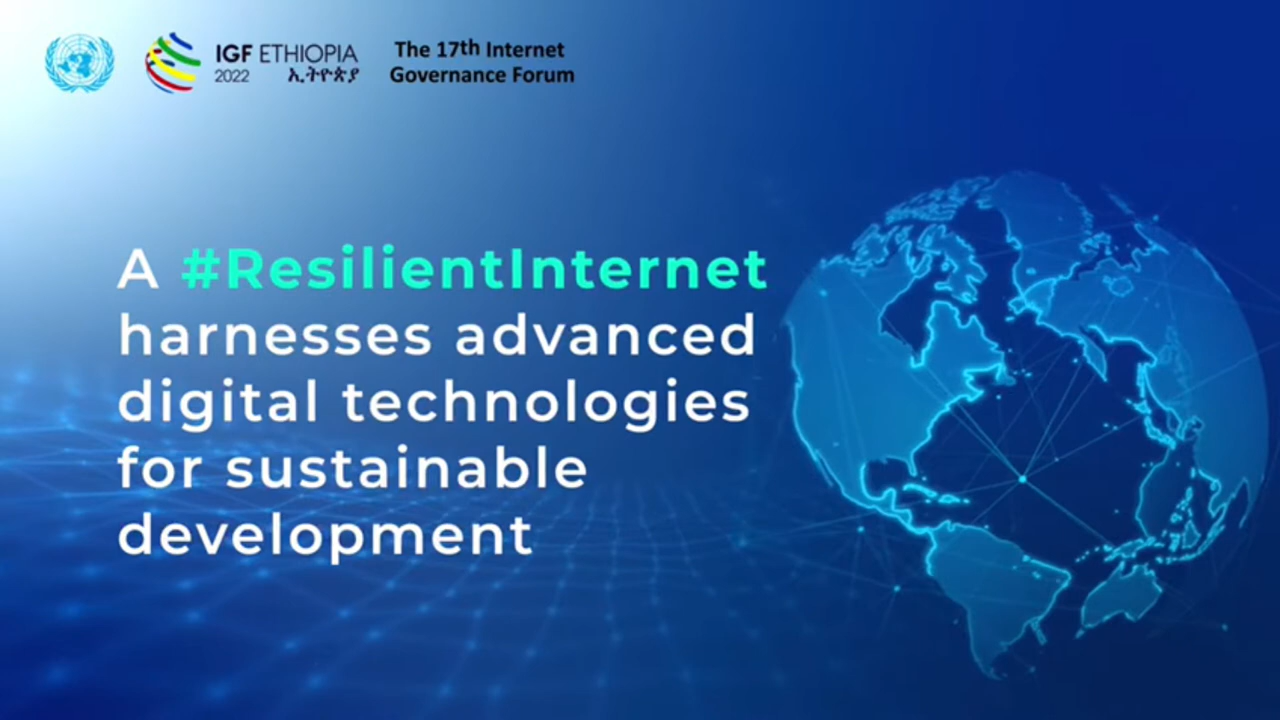 IGF ETHIOPIA
2022 ኢትዮጵያ
The 17th Internet
Governance Forum
A #ResilientInternet
harnesses advanced
digital technologies
for sustainable
development